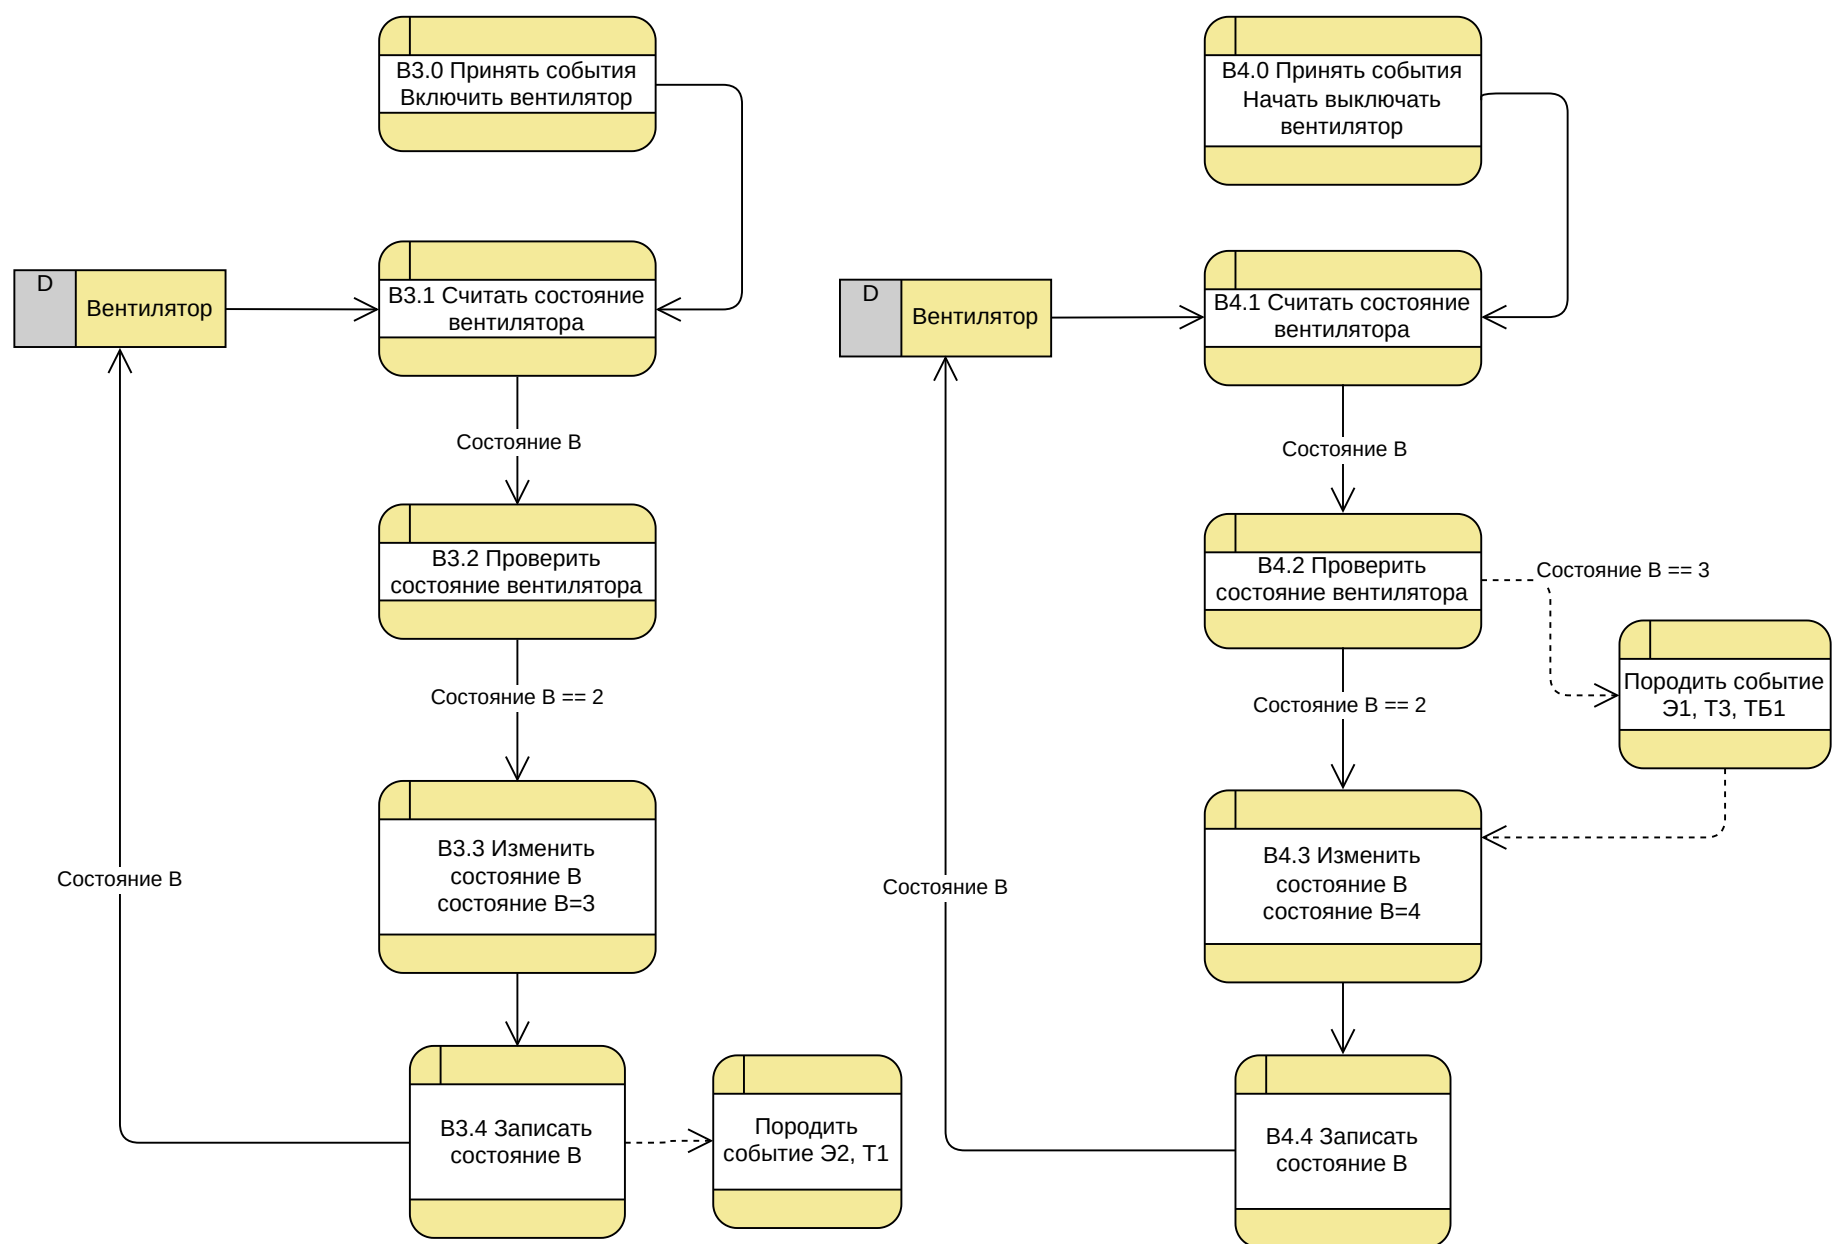 В3.0 Принять события
Включить вентилятор
D
Вентилятор
В3.1 Считать состояние
вентилятора
Состояние В
В3.2 Проверить
состояние вентилятора
Состояние В == 2
В3.3 Изменить
состояние В
состояние В=3
Состояние В
В3.4 Записать
состояние В
Породить
событие Э2, Т1
В4.0 Принять события
Начать выключать
вентилятор
D
Вентилятор
В4.1 Считать состояние
вентилятора
Состояние В
В4.2 Проверить
состояние вентилятора
Состояние В == 3
Породить событие
Э1, Т3, ТБ1
Состояние В == 2
В4.3 Изменить
состояние В
состояние В=4
Состояние В
В4.4 Записать
состояние В